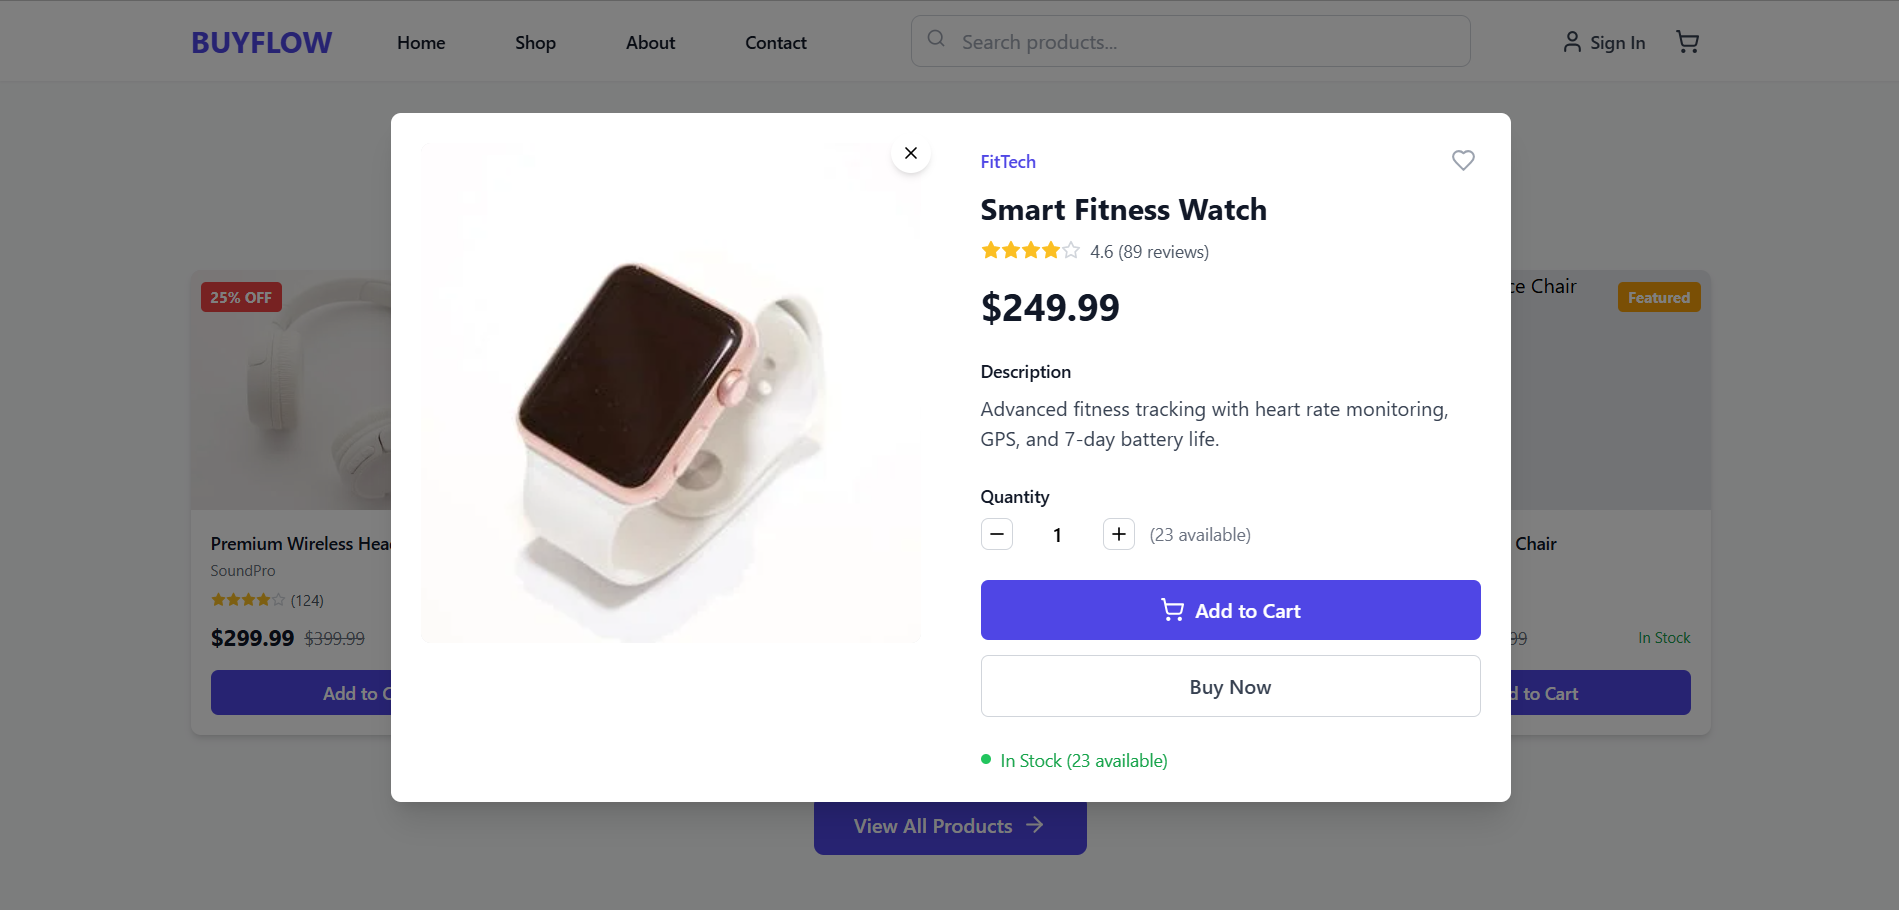 BUYFLOW
Home
Shop
About
Contact
Search products...
Sign In
FitTech
Smart Fitness Watch
4.6 (89 reviews)
$249.99
Description
Advanced fitness tracking with heart rate monitoring,
GPS, and 7-day battery life.
Quantity
1
(23 available)
Add to Cart
Buy Now
In Stock (23 available)
25% OFF
Premium Wireless Hea
SoundPro
(124)
$299.99 $399.99
Add to C
ce Chair
Featured
Chair
99
In Stock
d to Cart
View All Products